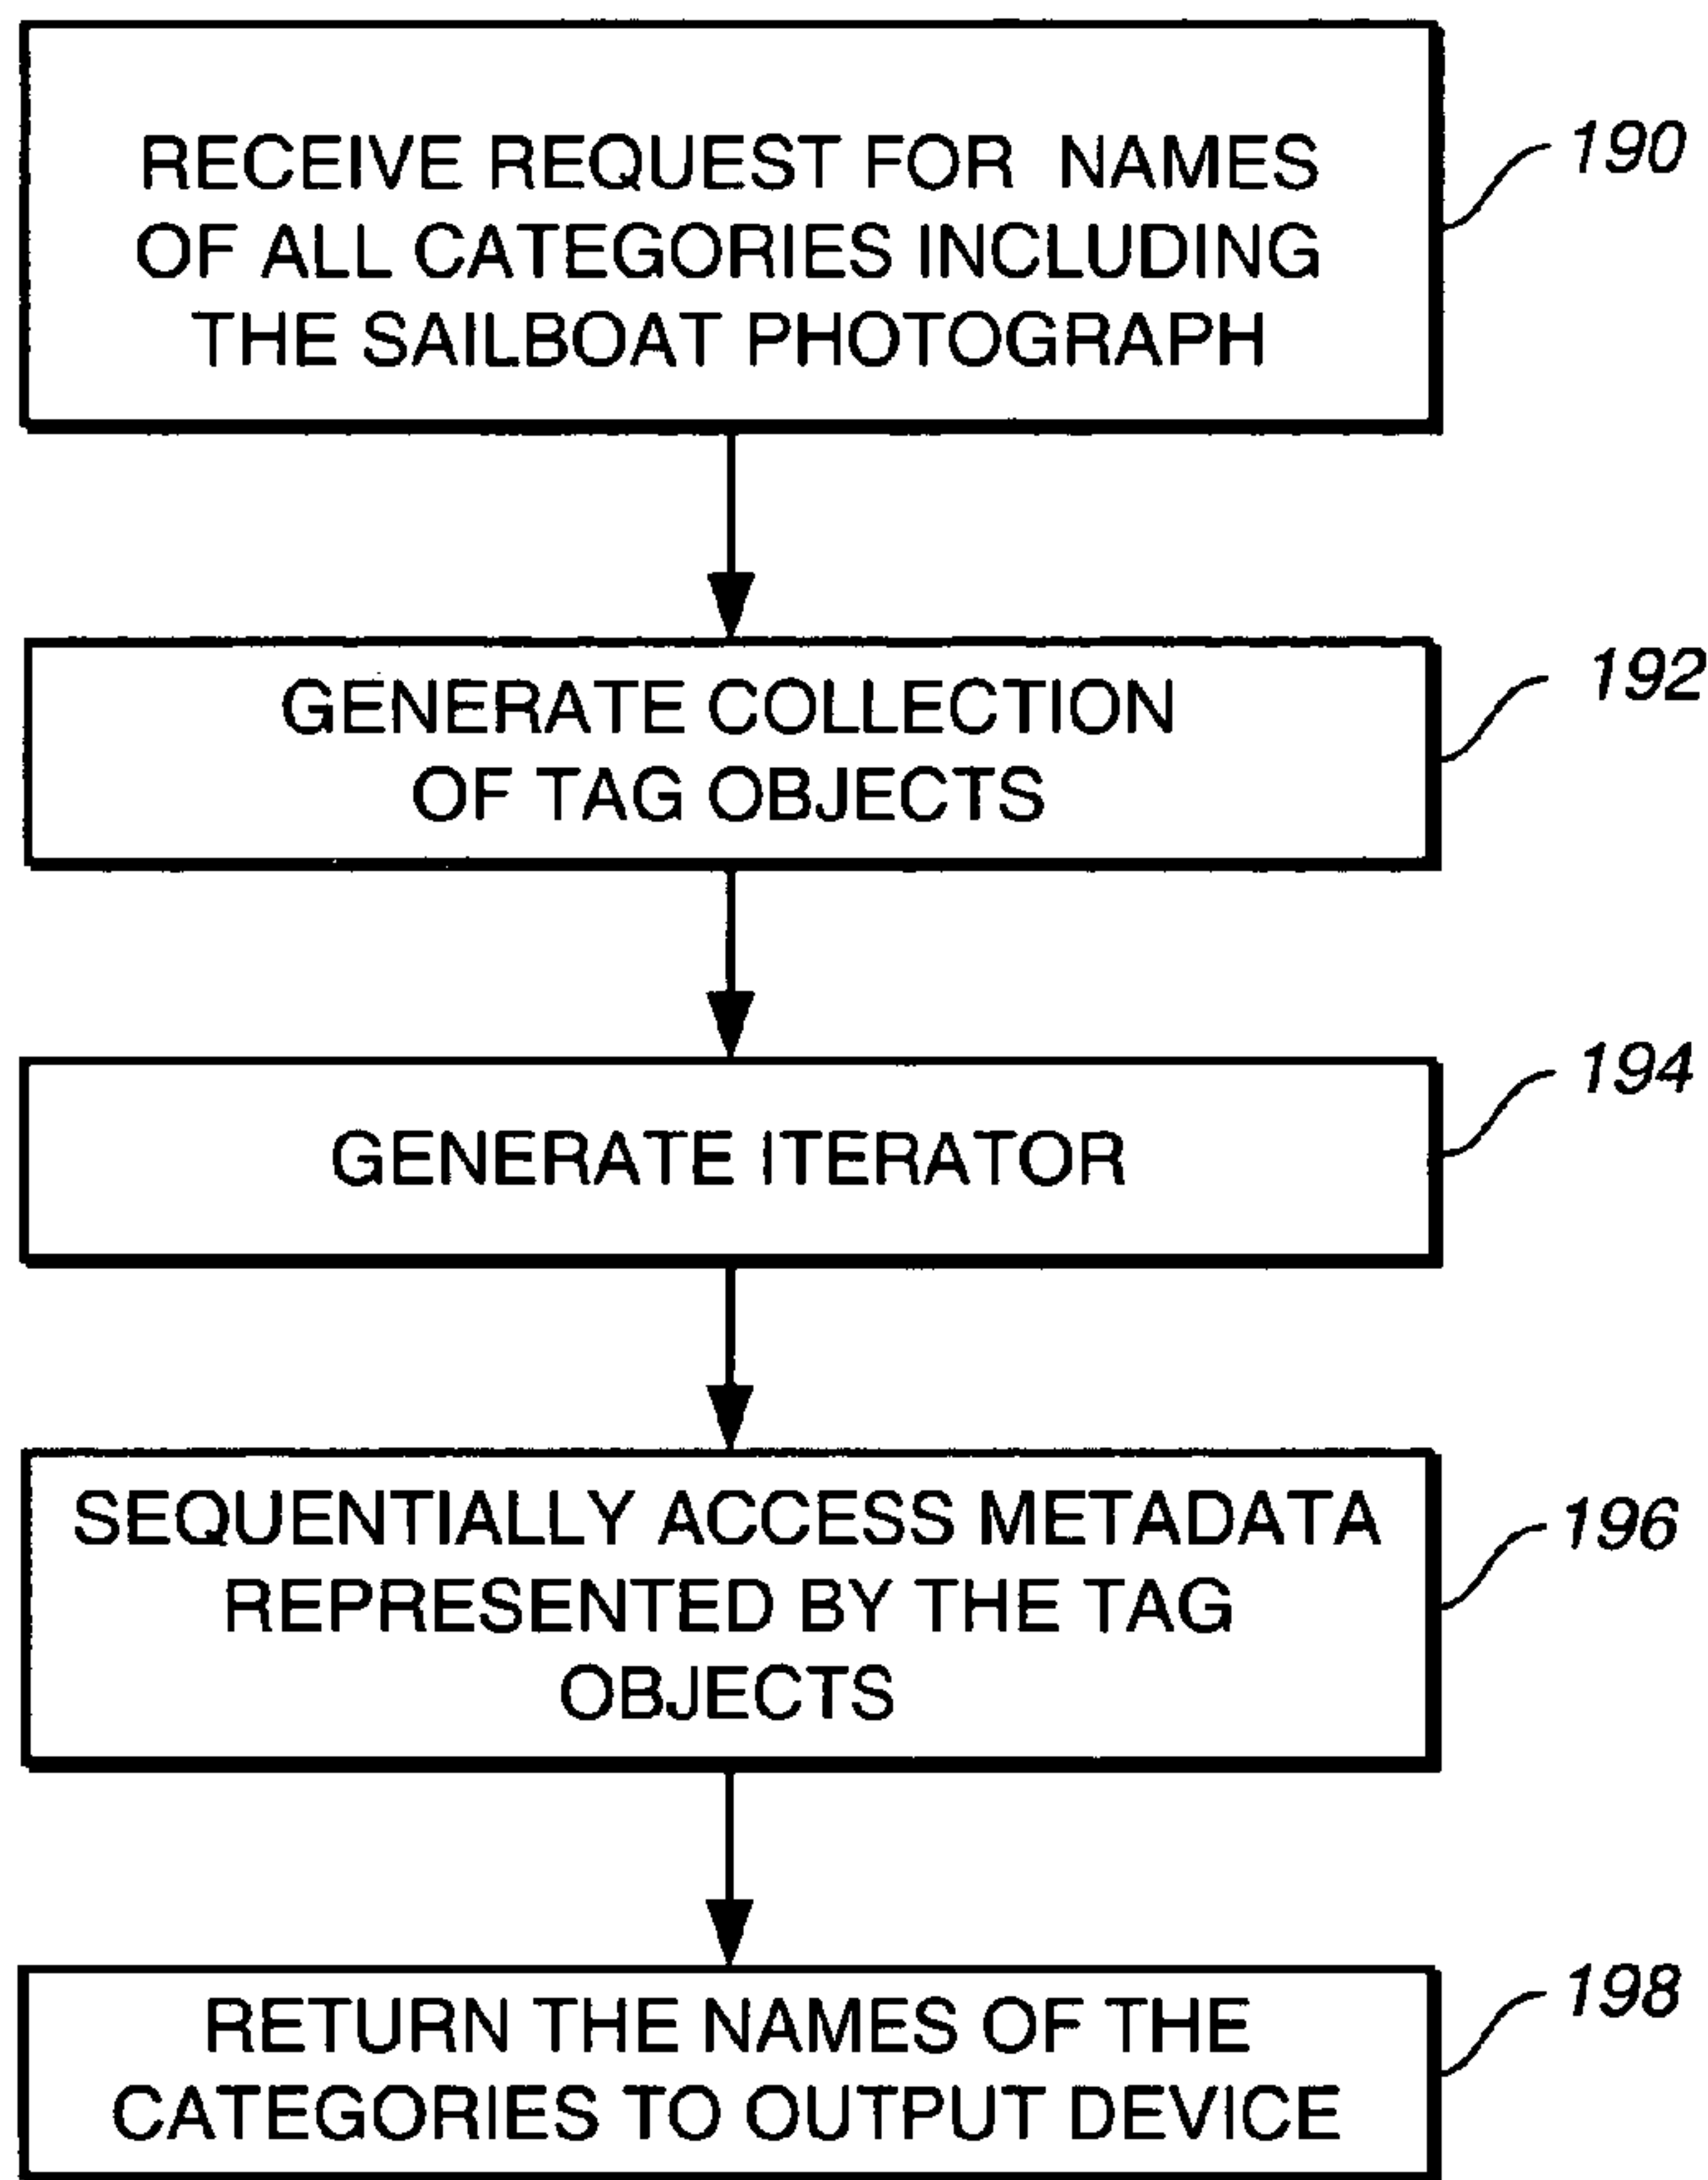 RECEIVE REQUEST FOR NAMES
OF ALL CATEGORIES INCLUDING
THE SAILBOAT PHOTOGRAPH
190
GENERATE COLLECTION
OF TAG OBJECTS
192
GENERATE ITERATOR
194
SEQUENTIALLY ACCESS METADATA
REPRESENTED BY THE TAG
OBJECTS
196
RETURN THE NAMES OF THE
CATEGORIES TO OUTPUT DEVICE
198